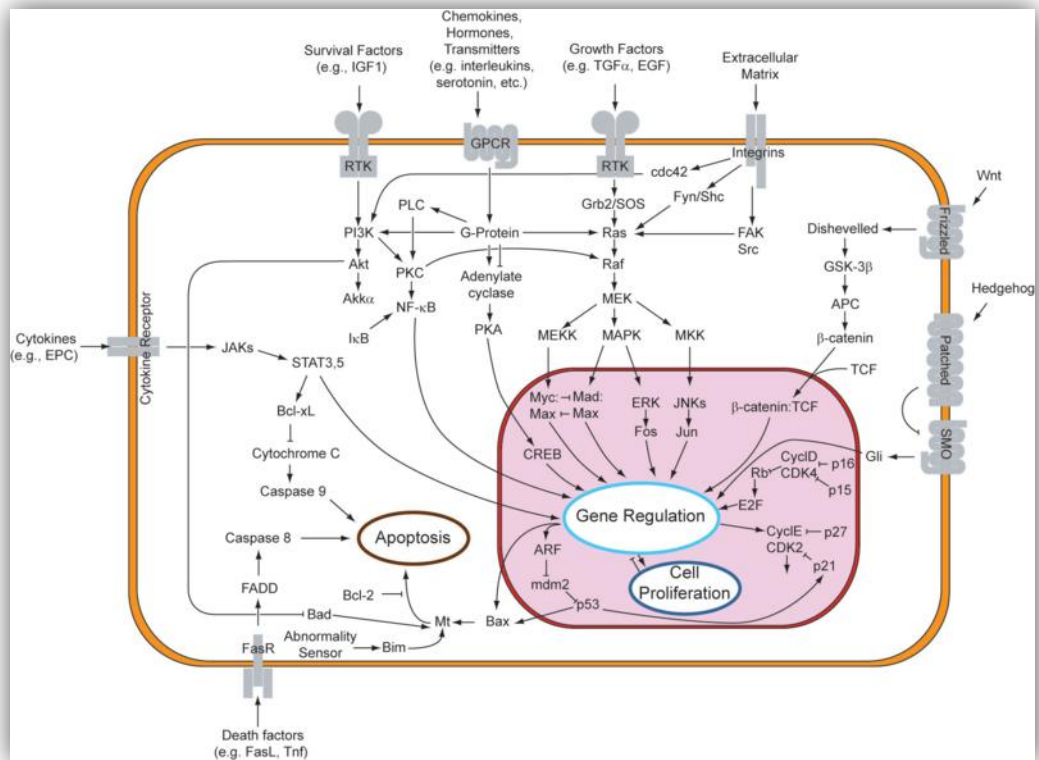 Chemokines,
Hormones,
Transmitters
(e.g. interleukins,
serotonin, etc.)
Survival Factors
(e.g., IGF1)
Growth Factors
(e.g. TGFα, EGF)
Extracellular
Matrix
RTK
GPCR
RTK
Integrins
cdc42
Fyn/Shc
Grb2/SOS
PLC
PI3K
G-Protein
Ras
FAK
Src
Akt
PKC
Adenylate
cyclase
Raf
Akkα
NF-κB
IκB
PKA
MEK
MEKK
MAPK
MKK
Wnt
Frizzled
Dishevelled
GSK-3β
APC
β-catenin
TCF
Hedgehog
Patched
SMO
Gli
Cytokines
(e.g., EPC)
Cytokine Receptor
JAKs
STAT3,5
Bcl-xL
Cytochrome C
Caspase 9
Caspase 8
Apoptosis
FADD
Bcl-2
Bad
Abnormality
Sensor
Bim
Mt
Bax
FasR
Death factors
(e.g. FasL, Tnf)
Myc:
Max
Mad:
Max
ERK
Fos
JNKs
Jun
β-catenin:TCF
CREB
CyclD
CDK4
p16
p15
Rb
E2F
Gene Regulation
CyclE
CDK2
p27
p21
ARF
mdm2
p53
Cell
Proliferation